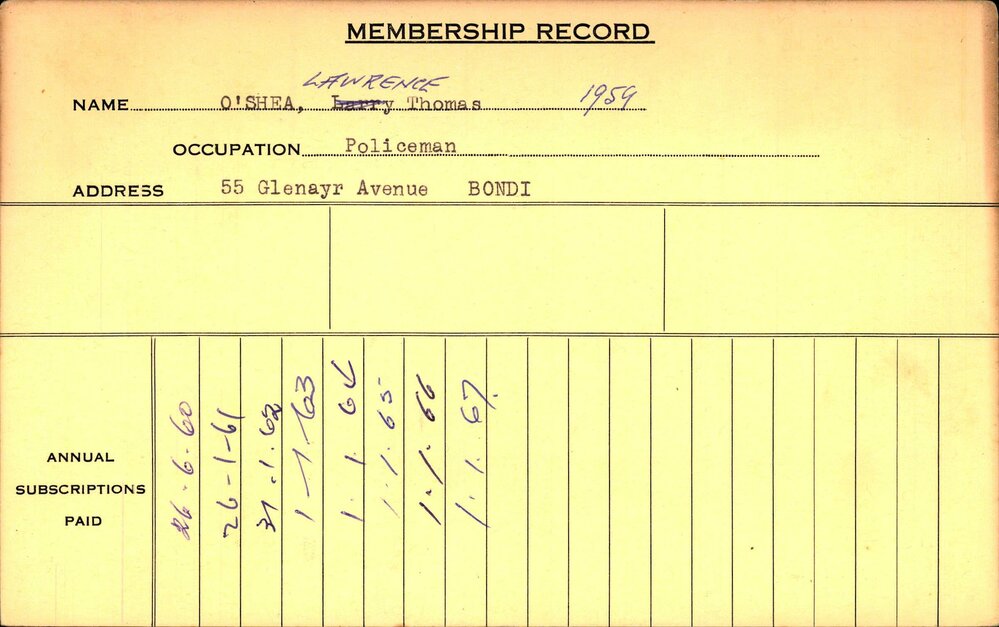 MEMBERSHIP RECORD
LAWRENCE
NAME O'SHEA, Larry Thomas 1959
OCCUPATION Policeman
ADDRESS 55 Glenayr Avenue BONDI
ANNUAL
SUBSCRIPTIONS
PAID
26.6.60
26-1-61
31.1.62
1-1-63
1.1.64
1.1.65
1.1.66
1.1.67.